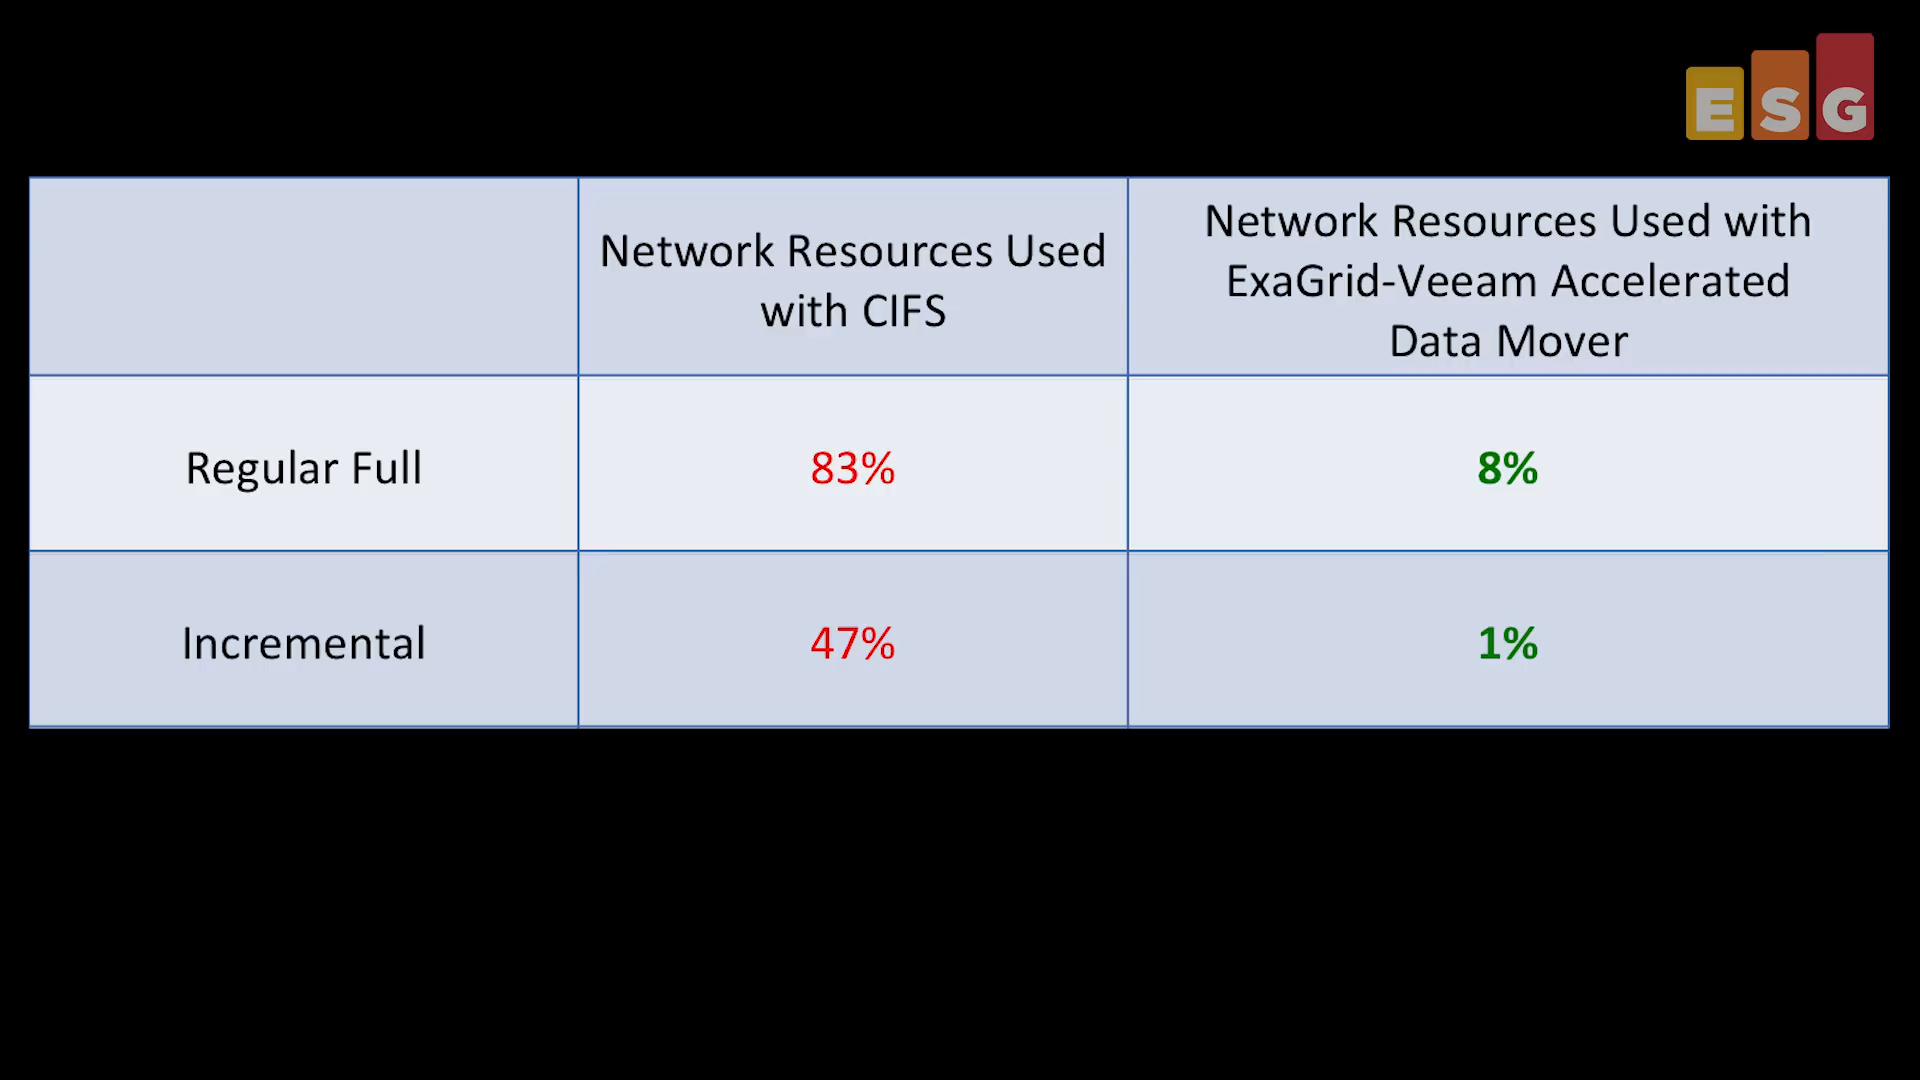 ESG
Network Resources Used
with CIFS
Network Resources Used with
ExaGrid-Veeam Accelerated
Data Mover
Regular Full
83%
8%
Incremental
47%
1%